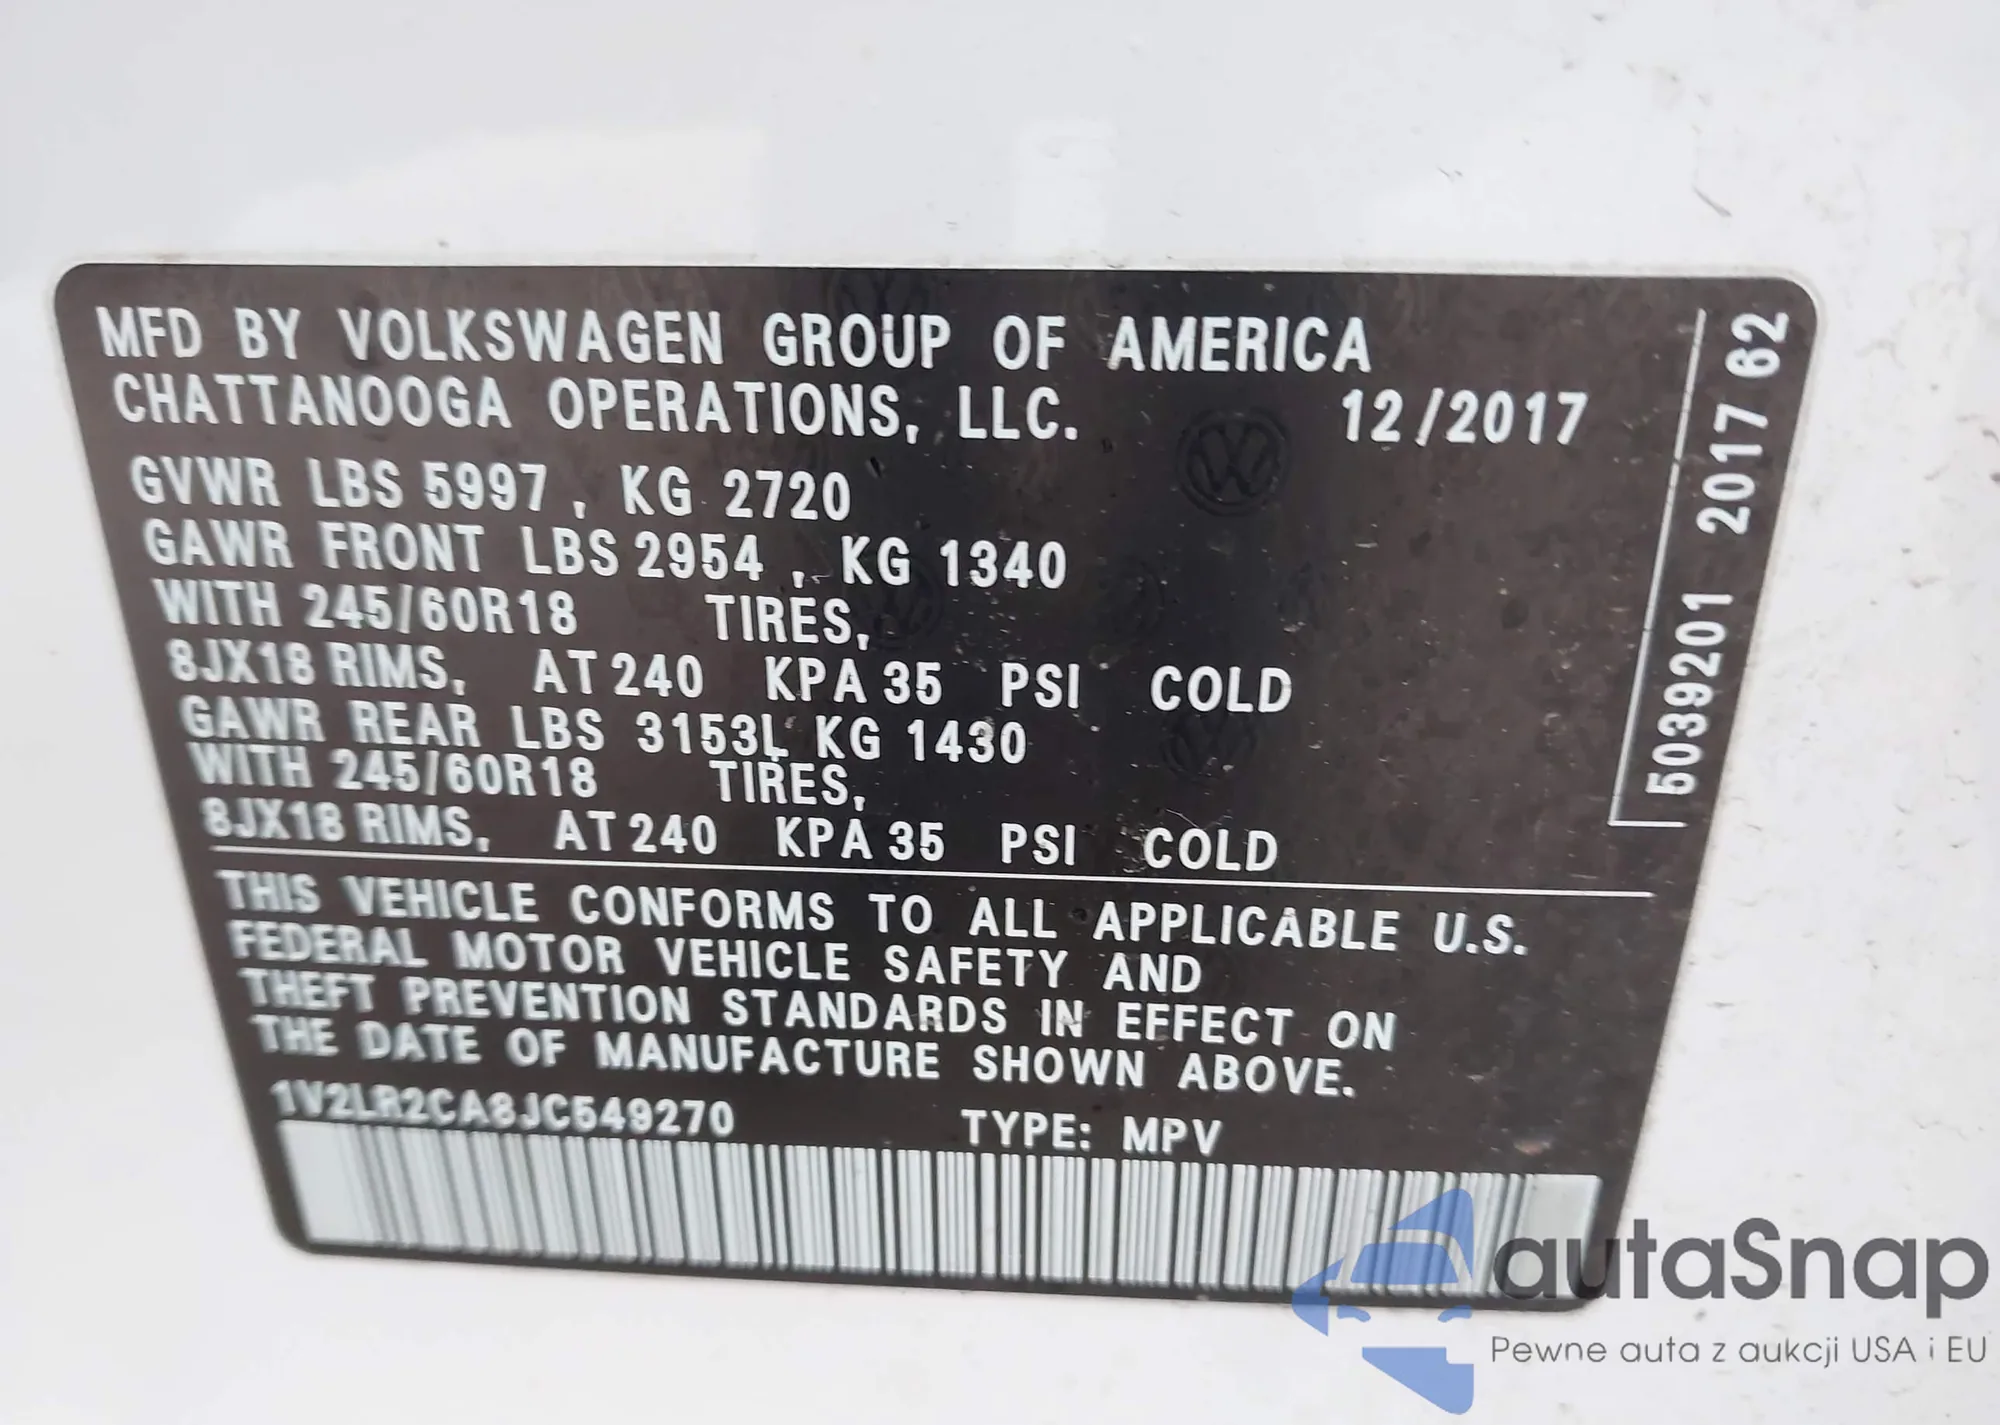 MFD BY VOLKSWAGEN GROUP OF AMERICA
CHATTANOOGA OPERATIONS, LLC. 12/2017
GVWR LBS 5997 , KG 2720
GAWR FRONT LBS 2954 , KG 1340
WITH 245/60R18 TIRES,
8JX18 RIMS, AT 240 KPA 35 PSI COLD
GAWR REAR LBS 3153L KG 1430
WITH 245/60R18 TIRES,
8JX18 RIMS, AT 240 KPA 35 PSI COLD
THIS VEHICLE CONFORMS TO ALL APPLICABLE U.S.
FEDERAL MOTOR VEHICLE SAFETY AND
THEFT PREVENTION STANDARDS IN EFFECT ON
THE DATE OF MANUFACTURE SHOWN ABOVE.
1V2LR2CA8JC549270 TYPE: MPV
5039201 2017 62
autaSnap
Pewne auta z aukcji USA i EU